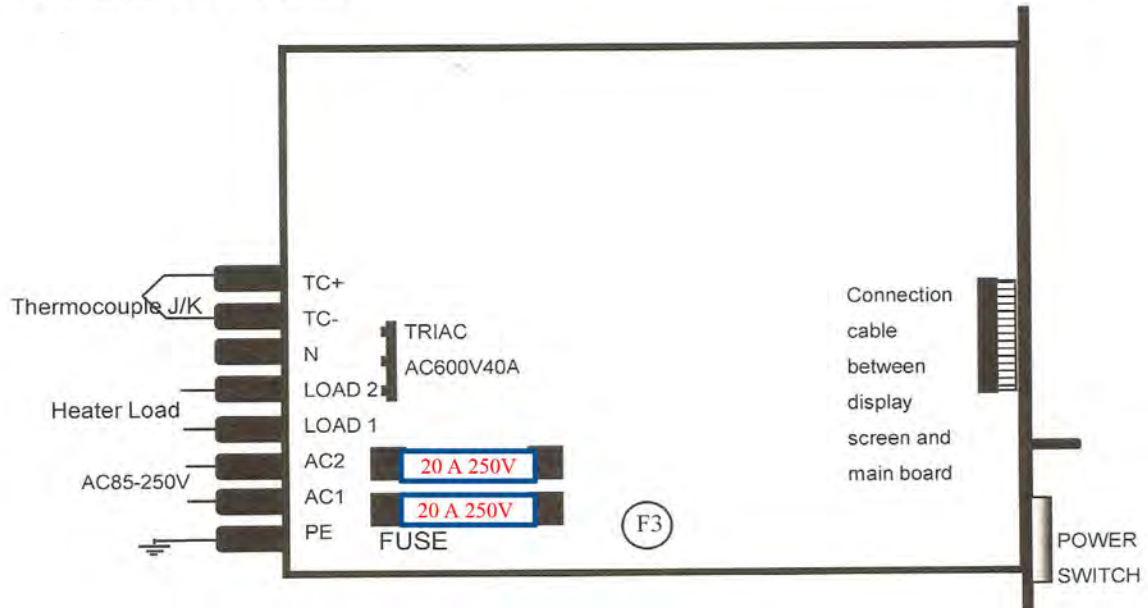 Thermocouple J/K
Heater Load
AC85-250V
TC+
TC-
N
LOAD 2
LOAD 1
AC2
AC1
PE
TRIAC
AC600V40A
20 A 250V
20 A 250V
FUSE
F3
Connection
cable
between
display
screen and
main board
POWER
SWITCH